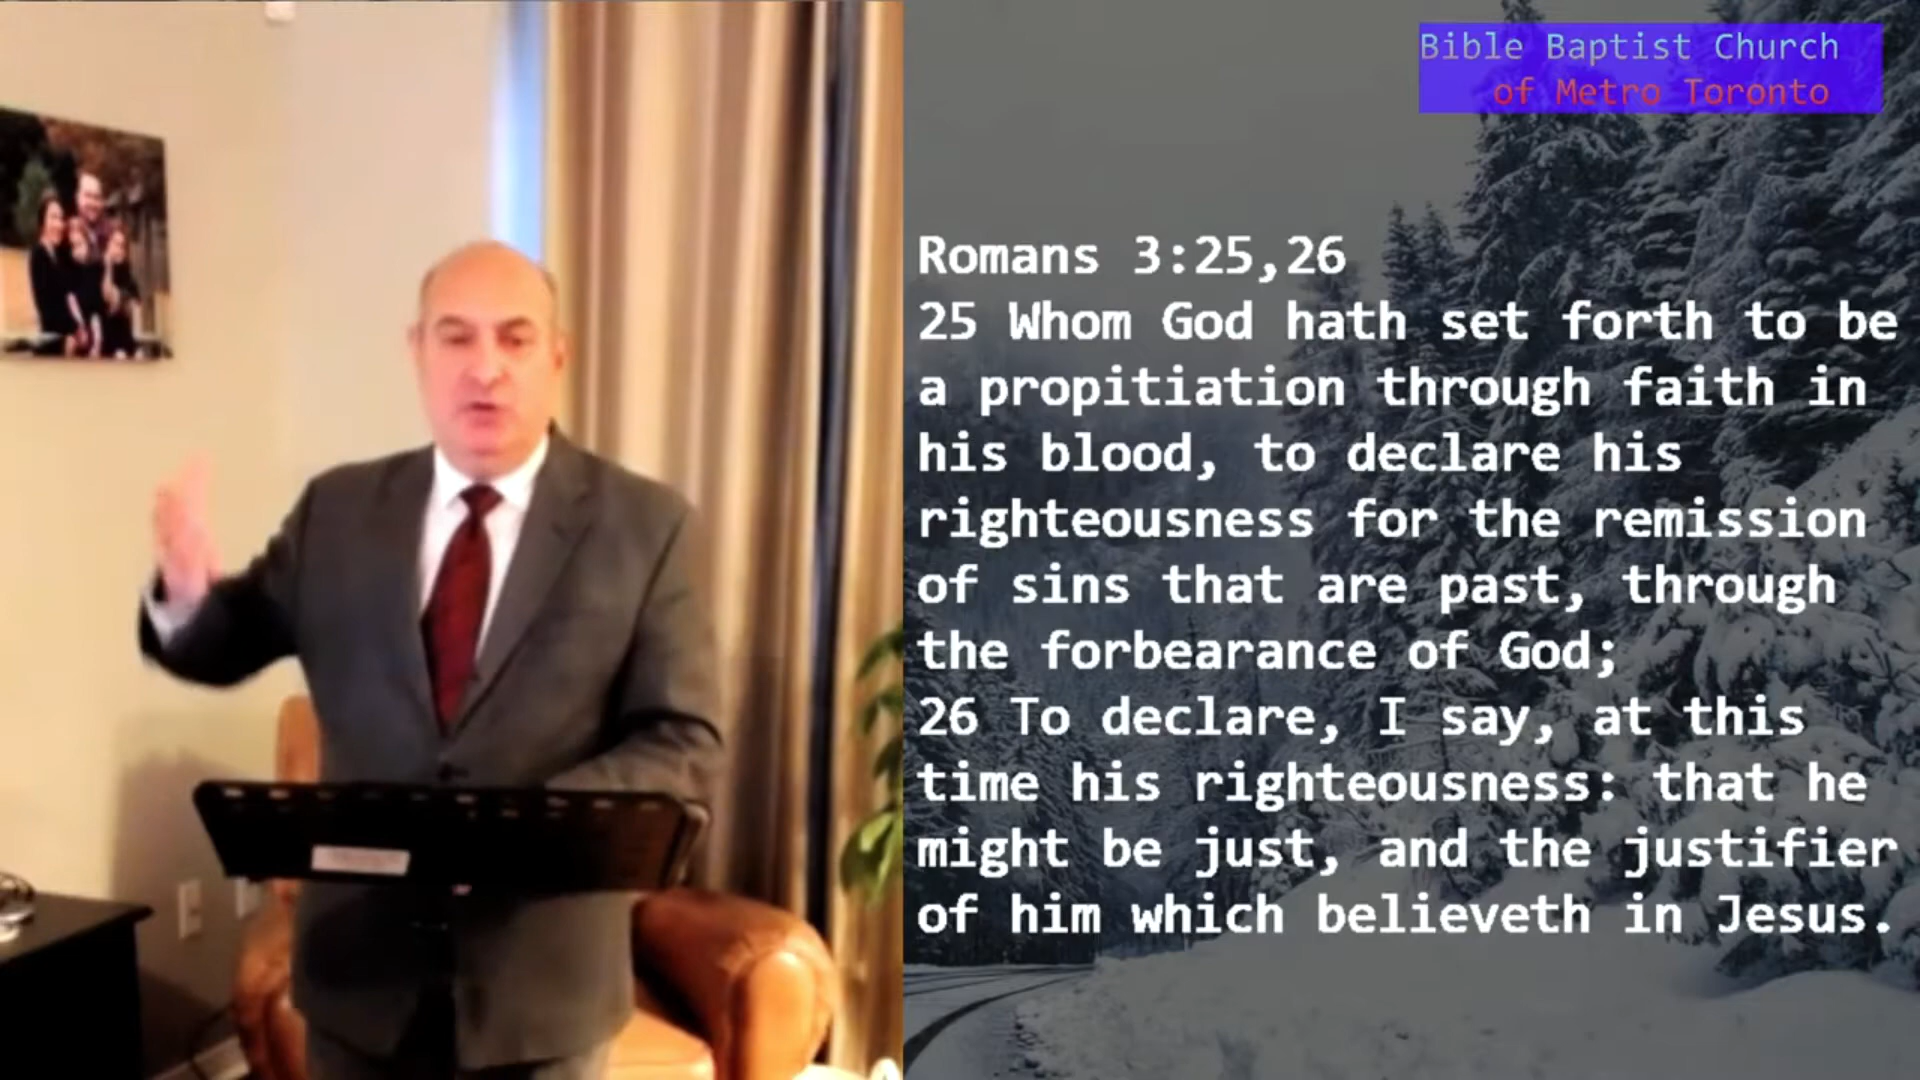 Bible Baptist Church
of Metro Toronto
Romans 3:25,26
25 Whom God hath set forth to be
a propitiation through faith in
his blood, to declare his
righteousness for the remission
of sins that are past, through
the forbearance of God;
26 To declare, I say, at this
time his righteousness: that he
might be just, and the justifier
of him which believeth in Jesus.